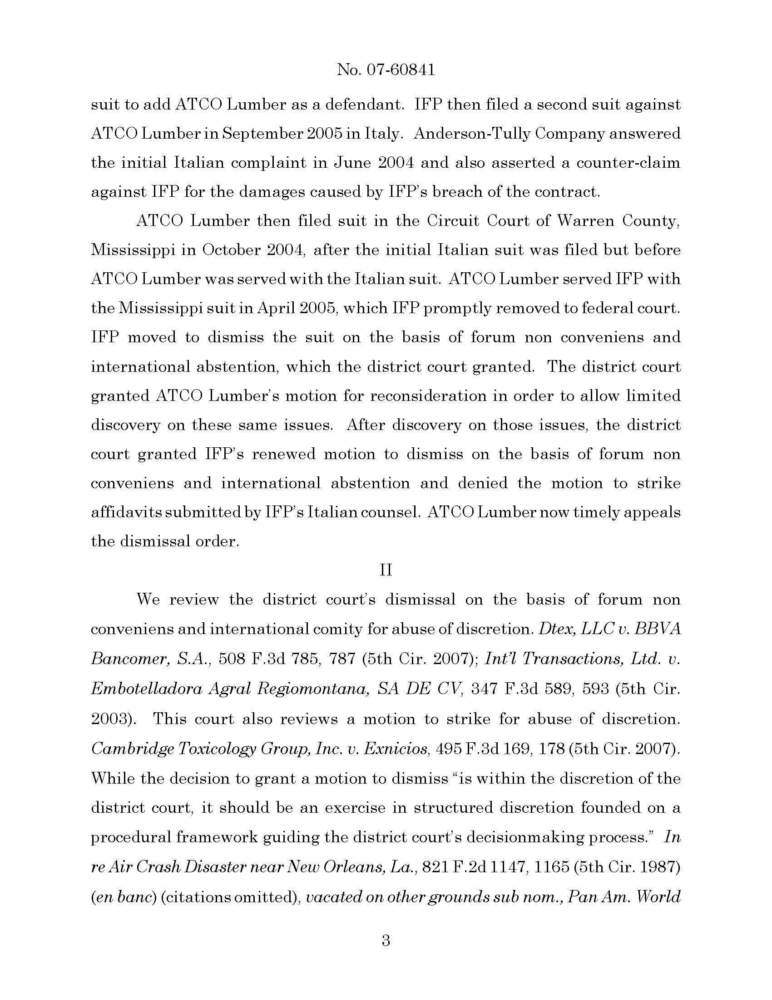 No. 07-60841
suit to add ATCO Lumber as a defendant. IFP then filed a second suit against
ATCO Lumber in September 2005 in Italy. Anderson-Tully Company answered
the initial Italian complaint in June 2004 and also asserted a counter-claim
against IFP for the damages caused by IFP's breach of the contract.
ATCO Lumber then filed suit in the Circuit Court of Warren County,
Mississippi in October 2004, after the initial Italian suit was filed but before
ATCO Lumber was served with the Italian suit. ATCO Lumber served IFP with
the Mississippi suit in April 2005, which IFP promptly removed to federal court.
IFP moved to dismiss the suit on the basis of forum non conveniens and
international abstention, which the district court granted. The district court
granted ATCO Lumber's motion for reconsideration in order to allow limited
discovery on these same issues. After discovery on those issues, the district
court granted IFP's renewed motion to dismiss on the basis of forum non
conveniens and international abstention and denied the motion to strike
affidavits submitted by IFP's Italian counsel. ATCO Lumber now timely appeals
the dismissal order.
II
We review the district court's dismissal on the basis of forum non
conveniens and international comity for abuse of discretion. Dtex, LLC v. BBVA
Bancomer, S.A., 508 F.3d 785, 787 (5th Cir. 2007); Int'l Transactions, Ltd. v.
Embotelladora Agral Regiomontana, SA DE CV, 347 F.3d 589, 593 (5th Cir.
2003). This court also reviews a motion to strike for abuse of discretion.
Cambridge Toxicology Group, Inc. v. Exnicios, 495 F.3d 169, 178 (5th Cir. 2007).
While the decision to grant a motion to dismiss “is within the discretion of the
district court, it should be an exercise in structured discretion founded on a
procedural framework guiding the district court's decisionmaking process.” In
re Air Crash Disaster near New Orleans, La., 821 F.2d 1147, 1165 (5th Cir. 1987)
(en banc) (citations omitted), vacated on other grounds sub nom., Pan Am. World
3